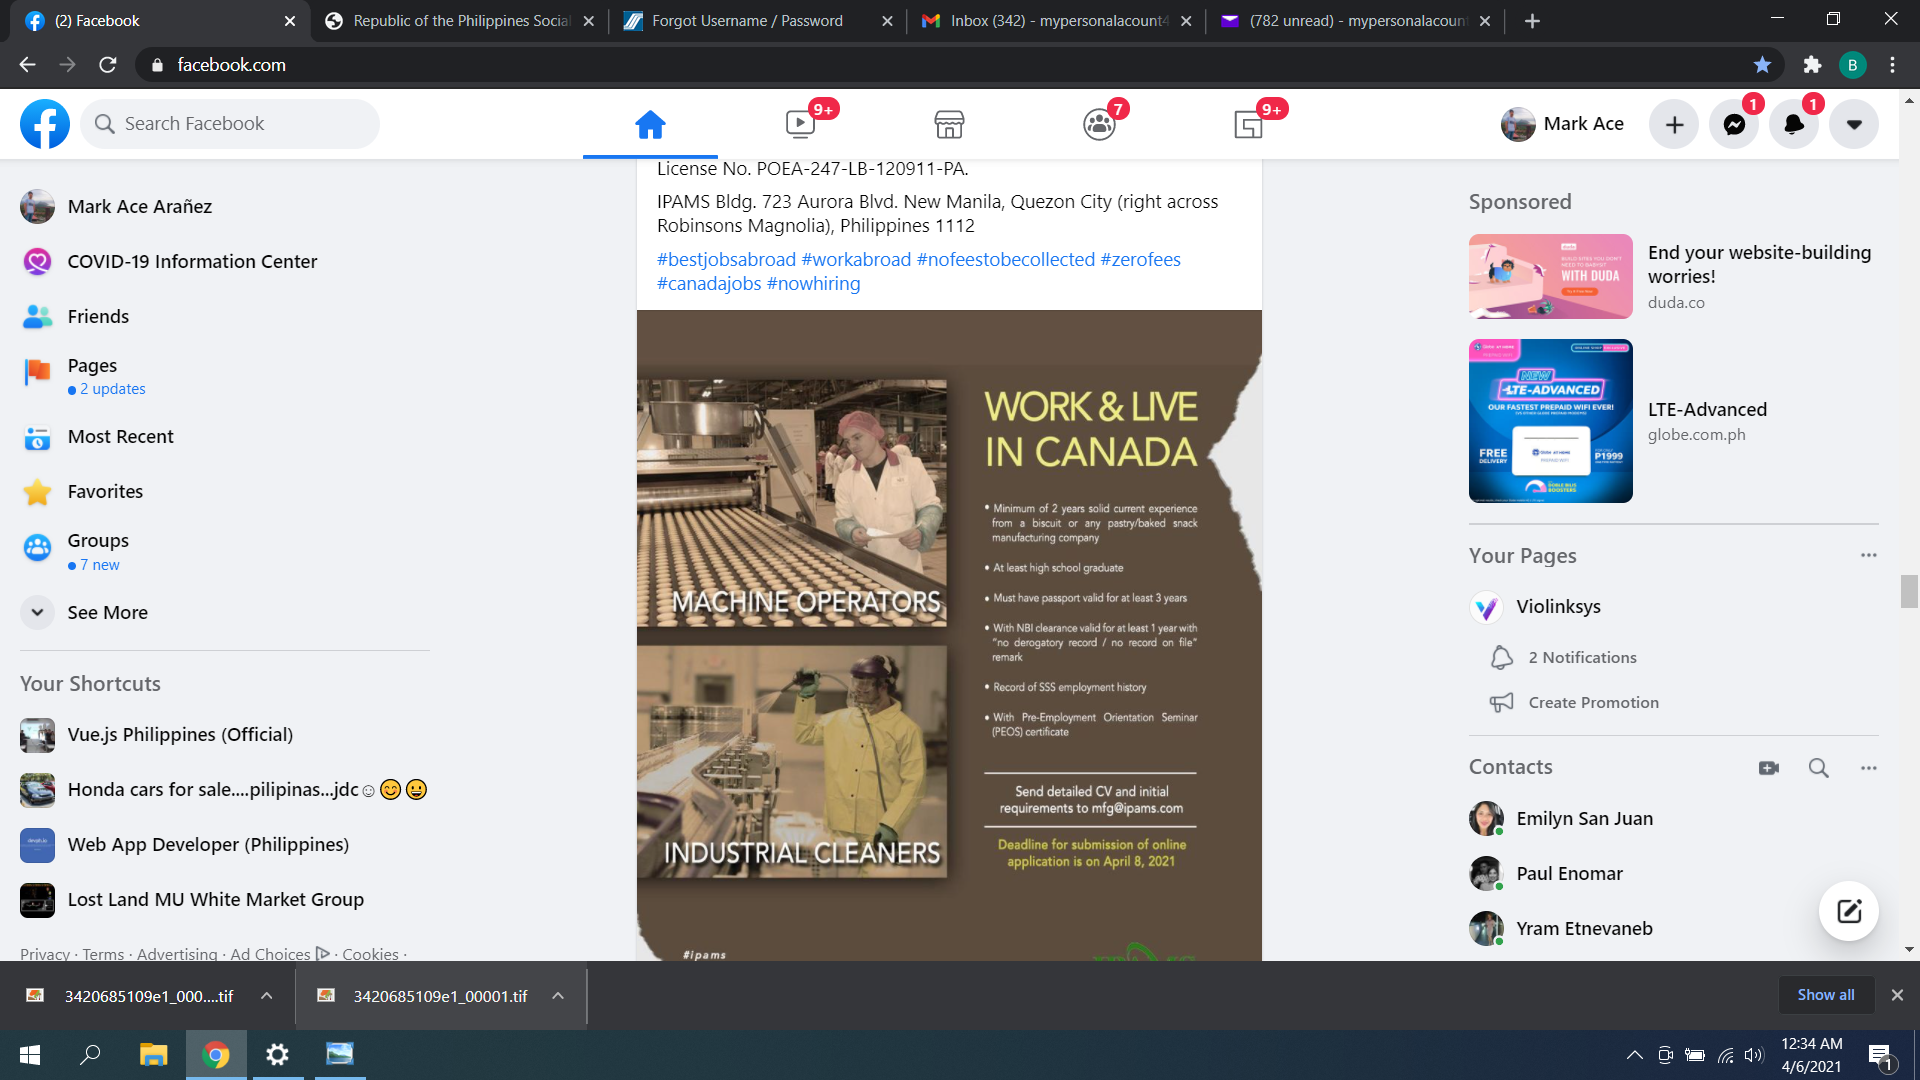 (2) Facebook
Republic of the Philippines Social
Forgot Username / Password
Inbox (342) - mypersonalacount4
(782 unread) - mypersonalacount
facebook.com
B
Search Facebook
9+
7
9+
Mark Ace
1
1
Mark Ace Arañez
COVID-19 Information Center
Friends
Pages
2 updates
Most Recent
Favorites
Groups
7 new
See More
Your Shortcuts
Vue.js Philippines (Official)
Honda cars for sale....pilipinas...jdc☺😊😀
Web App Developer (Philippines)
Lost Land MU White Market Group
Privacy · Terms · Advertising · Ad Choices · Cookies ·
License No. POEA-247-LB-120911-PA.
IPAMS Bldg. 723 Aurora Blvd. New Manila, Quezon City (right across
Robinsons Magnolia), Philippines 1112
#bestjobsabroad #workabroad #nofeestobecollected #zerofees
#canadajobs #nowhiring
MACHINE OPERATORS
INDUSTRIAL CLEANERS
WORK & LIVE
IN CANADA
• Minimum of 2 years solid current experience
from a biscuit or any pastry/baked snack
manufacturing company
• At least high school graduate
• Must have passport valid for at least 3 years
• With NBI clearance valid for at least 1 year with
"no derogatory record / no record on file"
remark
• Record of SSS employment history
• With Pre-Employment Orientation Seminar
(PEOS) certificate
Send detailed CV and initial
requirements to mfg@ipams.com
Deadline for submission of online
application is on April 8, 2021
#ipams
Sponsored
BUILD SITES YOU DON'T
NEED TO BABYSIT
WITH DUDA
End your website-building
worries!
duda.co
NEW
LTE-ADVANCED
OUR FASTEST PREPAID WIFI EVER!
FREE
DELIVERY
P1999
LTE-Advanced
globe.com.ph
Your Pages
Violinksys
2 Notifications
Create Promotion
Contacts
Emilyn San Juan
Paul Enomar
Yram Etnevaneb
3420685109e1_000....tif
3420685109e1_00001.tif
Show all
12:34 AM
4/6/2021
1